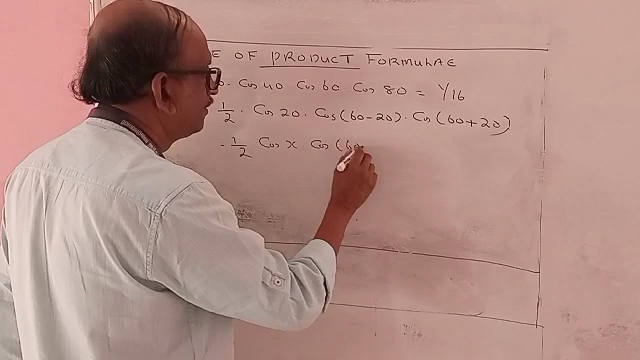 E OF PRODUCT FORMULAE
Cos 40 Cos 60 Cos 80 = 1/16
1/2 · Cos 20 · Cos (60-20) · Cos (60+20)
1/2 Cos x · Cos (60